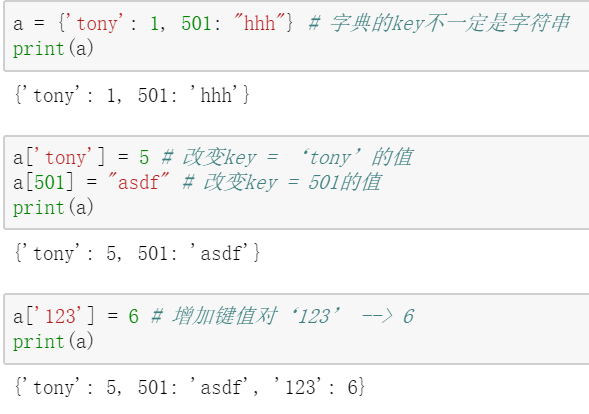 a = {'tony': 1, 501: "hhh"} # 字典的key不一定是字符串
print(a)
{'tony': 1, 501: 'hhh'}
a['tony'] = 5 # 改变key = ‘tony’的值
a[501] = "asdf" # 改变key = 501的值
print(a)
{'tony': 5, 501: 'asdf'}
a['123'] = 6 # 增加键值对‘123’ --> 6
print(a)
{'tony': 5, 501: 'asdf', '123': 6}